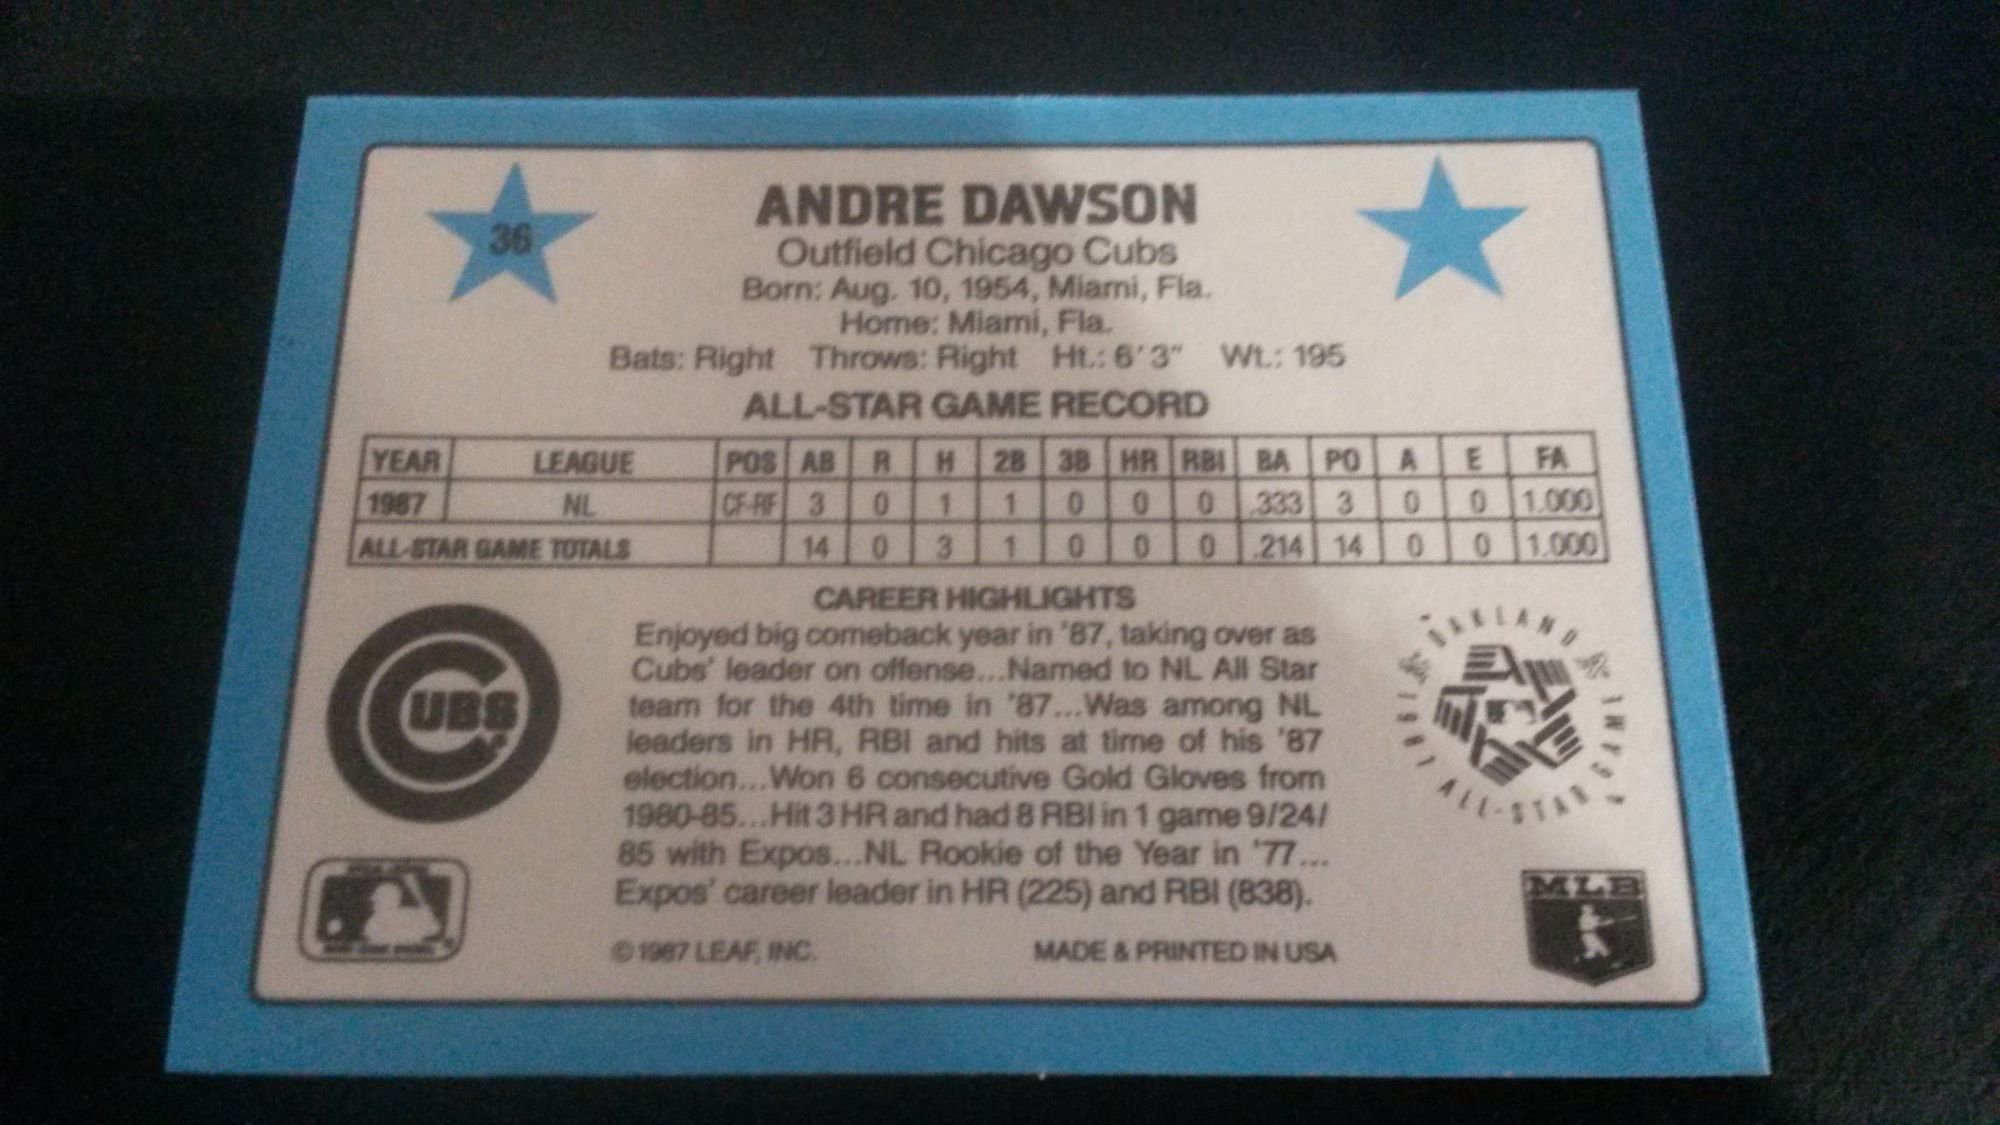 36
ANDRE DAWSON
Outfield Chicago Cubs
Born: Aug. 10, 1954, Miami, Fla.
Home: Miami, Fla.
Bats: Right Throws: Right Ht.: 6'3" Wt.: 195
ALL-STAR GAME RECORD
YEAR LEAGUE POS AB R H 2B 3B HR RBI BA PO A E FA
1987 NL CF-RF 3 0 1 1 0 0 0 .333 3 0 0 1.000
ALL-STAR GAME TOTALS 14 0 3 1 0 0 0 .214 14 0 0 1.000
CAREER HIGHLIGHTS
Enjoyed big comeback year in '87, taking over as
Cubs' leader on offense...Named to NL All Star
team for the 4th time in '87...Was among NL
leaders in HR, RBI and hits at time of his '87
election...Won 6 consecutive Gold Gloves from
1980-85...Hit 3 HR and had 8 RBI in 1 game 9/24/
85 with Expos...NL Rookie of the Year in '77...
Expos' career leader in HR (225) and RBI (838).
CUBS
OAKLAND
1987 ALL-STAR GAME
MLB
© 1987 LEAF, INC. MADE & PRINTED IN USA